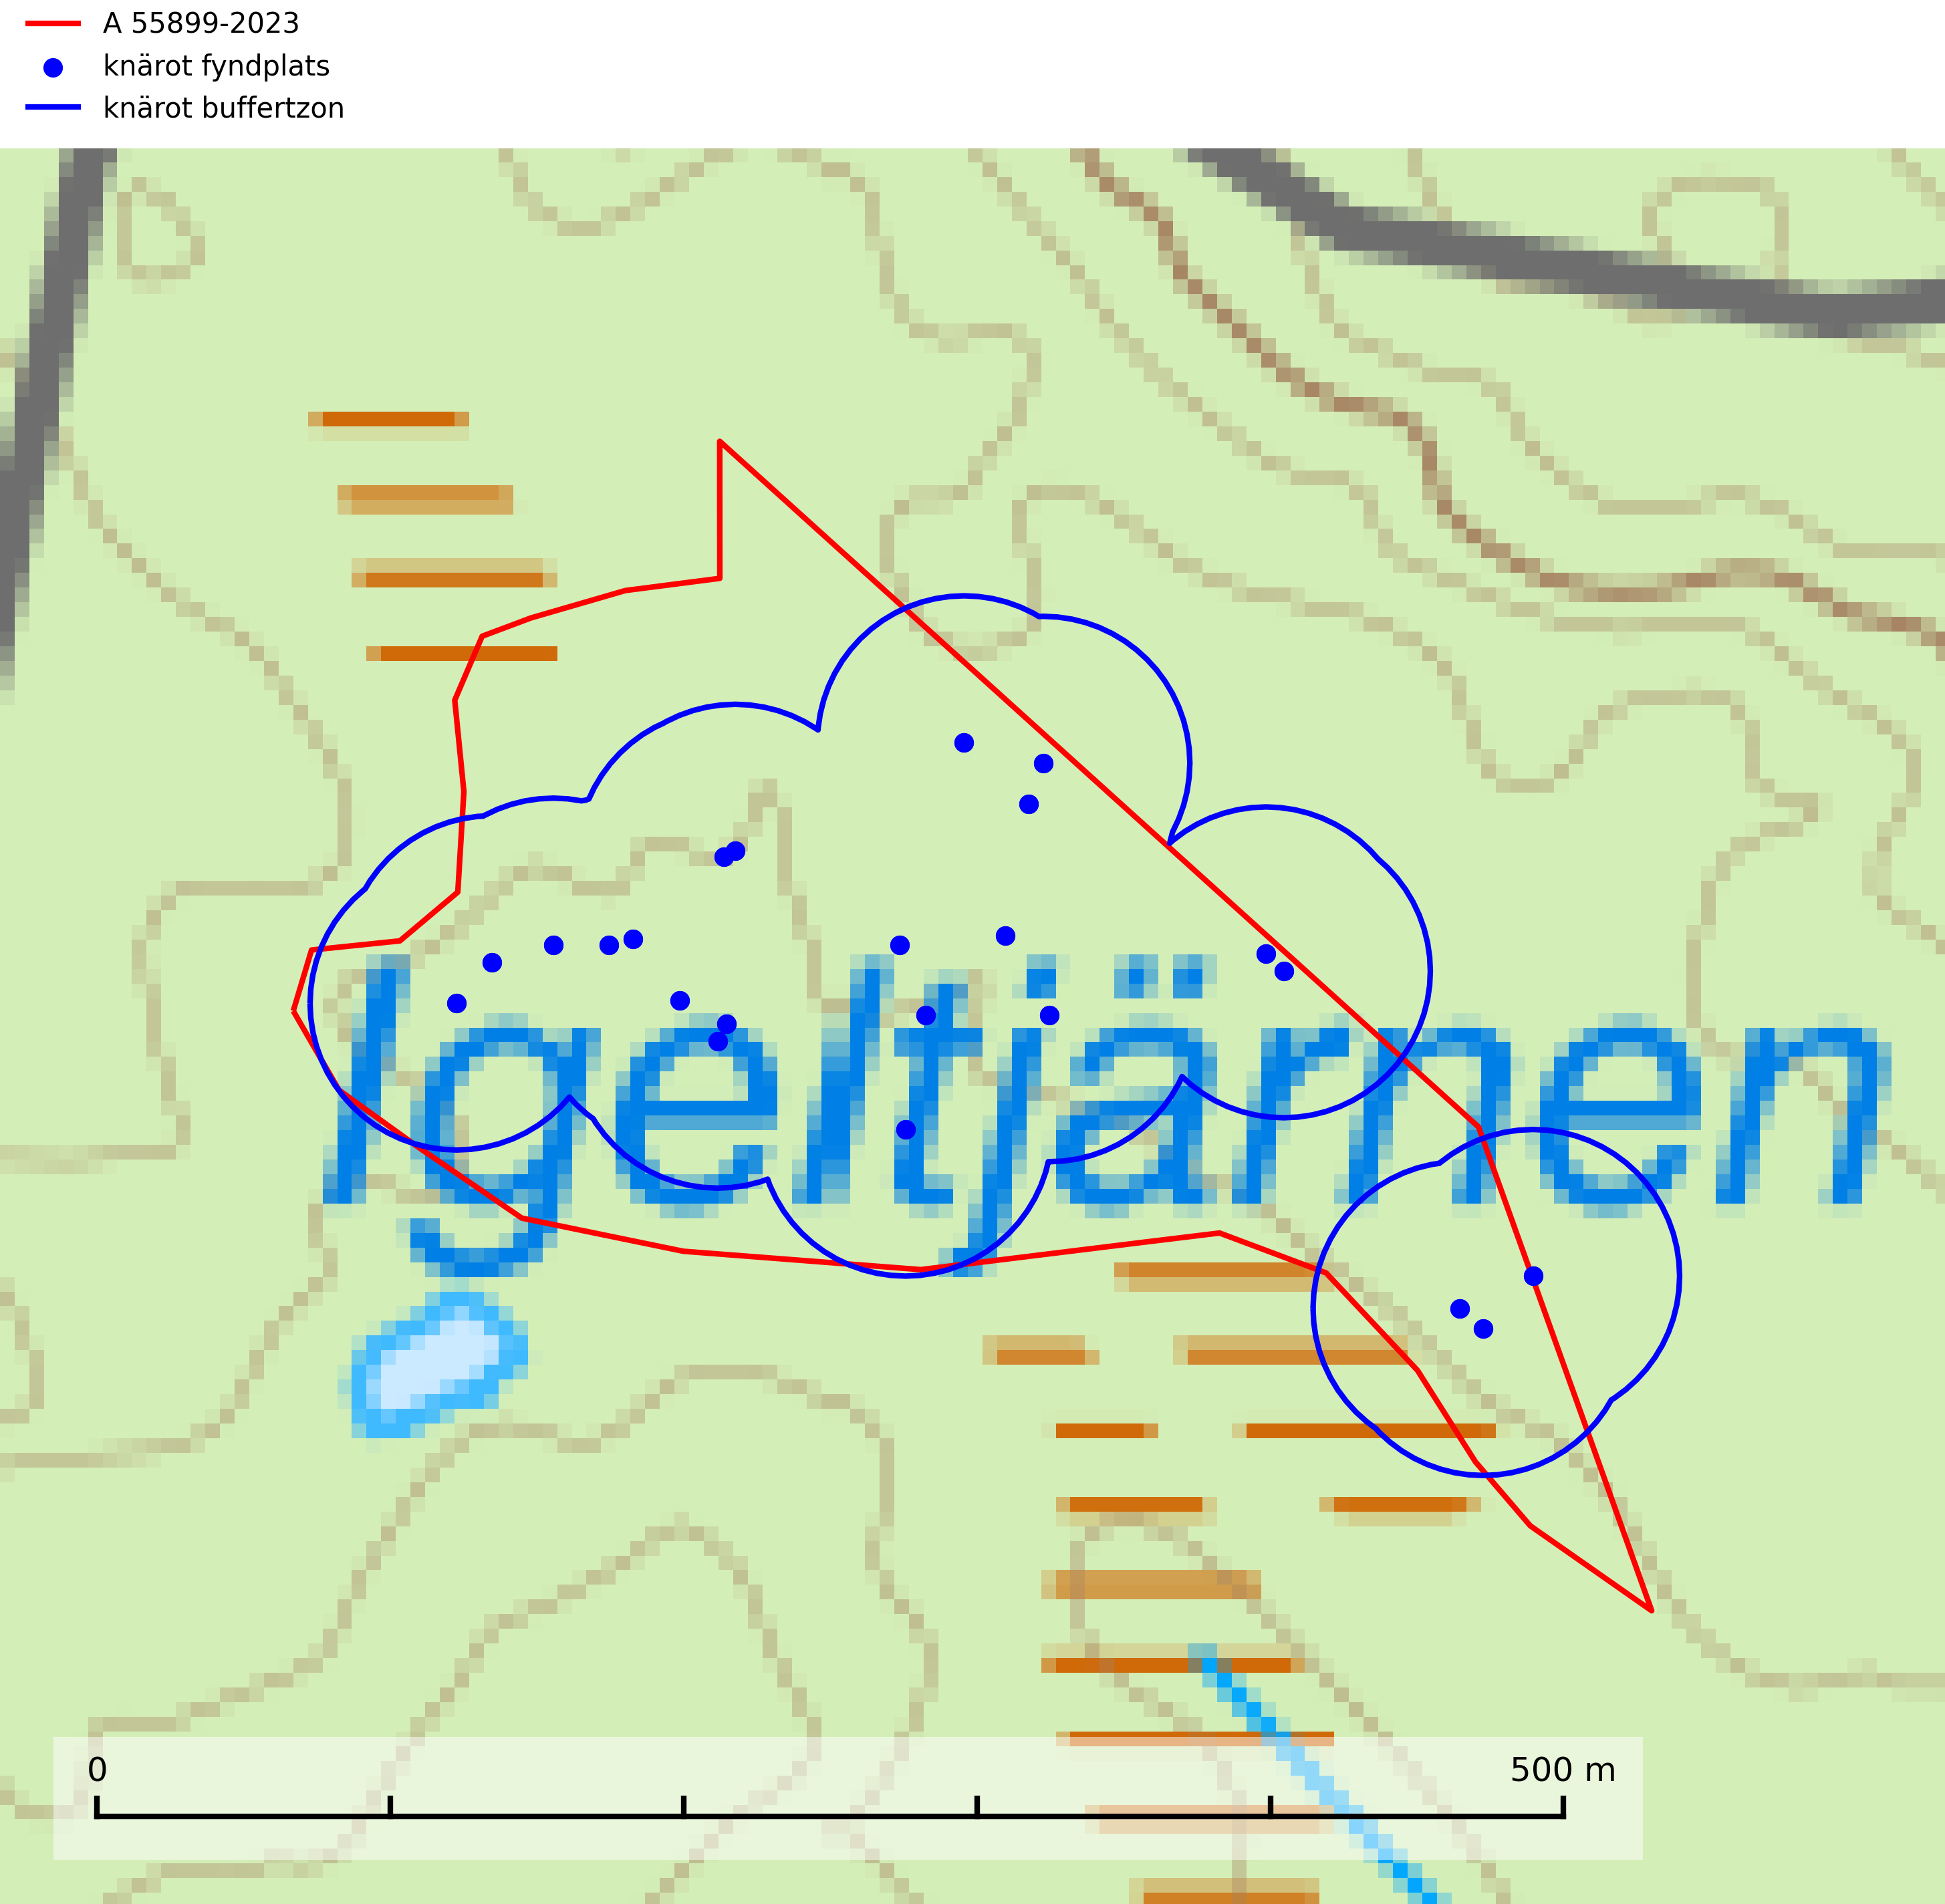 A 55899-2023
knärot fyndplats
knärot buffertzon
Igeltjärnen
0
500 m